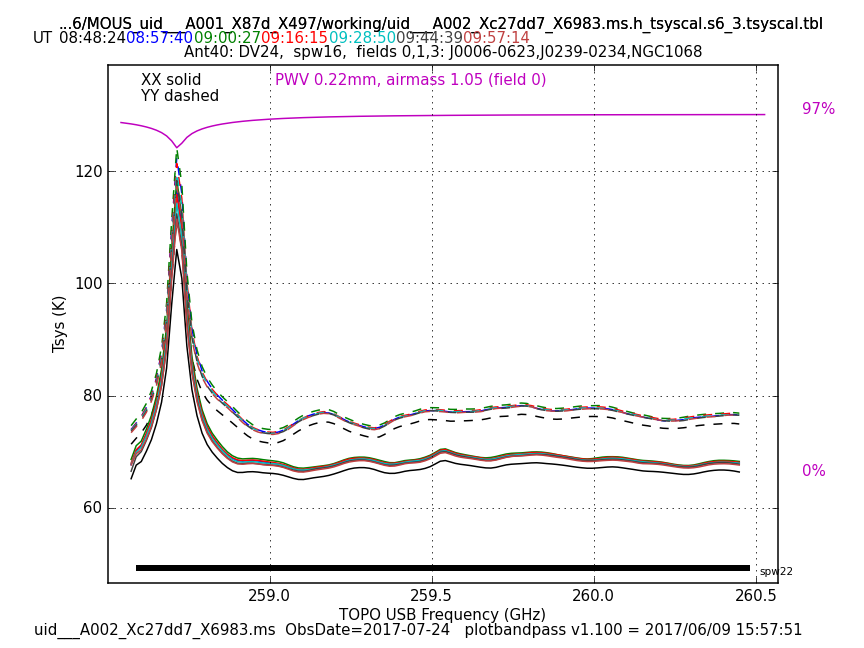 ...6/MOUS_uid___A001_X87d_X497/working/uid___A002_Xc27dd7_X6983.ms.h_tsyscal.s6_3.tsyscal.tbl
UT 08:48:24 08:57:40 09:00:27 09:16:15 09:28:50 09:44:39 09:57:14
Ant40: DV24, spw16, fields 0,1,3: J0006-0623,J0239-0234,NGC1068
XX solid
YY dashed
PWV 0.22mm, airmass 1.05 (field 0)
97%
120
100
80
60
Tsys (K)
0%
spw22
259.0 259.5 260.0 260.5
TOPO USB Frequency (GHz)
uid___A002_Xc27dd7_X6983.ms ObsDate=2017-07-24 plotbandpass v1.100 = 2017/06/09 15:57:51